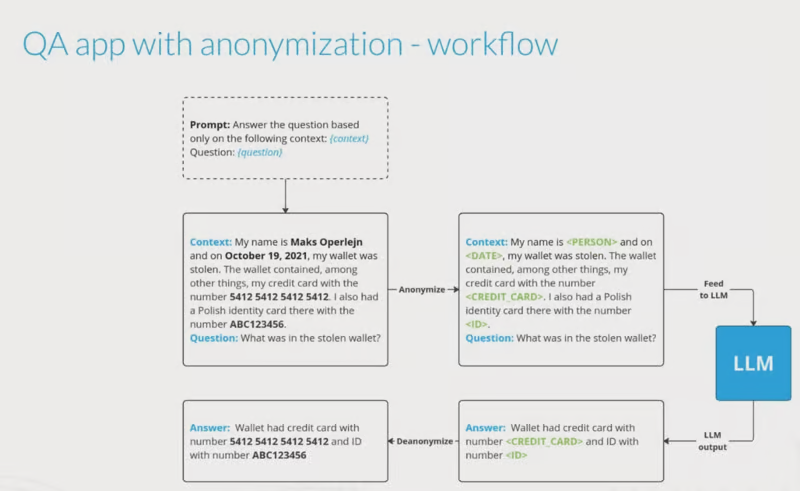 QA app with anonymization - workflow
Prompt: Answer the question based
only on the following context: {context}
Question: {question}
Context: My name is Maks Operlejn
and on October 19, 2021, my wallet was
stolen. The wallet contained, among
other things, my credit card with the
number 5412 5412 5412 5412. I also had
a Polish identity card there with the
number ABC123456.
Question: What was in the stolen wallet?
Anonymize
Context: My name is <PERSON> and on
<DATE>, my wallet was stolen. The wallet
contained, among other things, my
credit card with the number
<CREDIT_CARD>. I also had a Polish
identity card there with the number
<ID>.
Question: What was in the stolen wallet?
Feed
to LLM
LLM
LLM
output
Answer: Wallet had credit card with
number <CREDIT_CARD> and ID with
number <ID>
Deanonymize
Answer: Wallet had credit card with
number 5412 5412 5412 5412 and ID
with number ABC123456